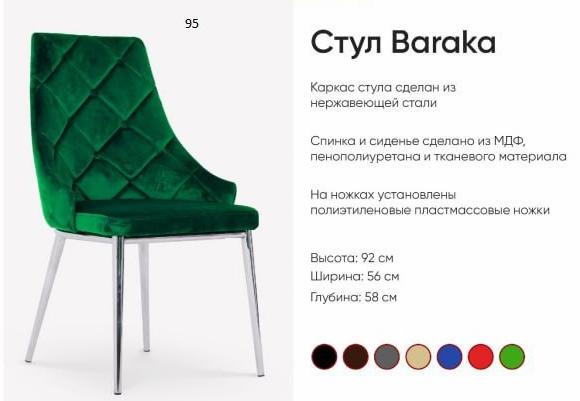 95
Стул Baraka
Каркас стула сделан из
нержавеющей стали
Спинка и сиденье сделано из МДФ,
пенополиуретана и тканевого материала
На ножках установлены
полиэтиленовые пластмассовые ножки
Высота: 92 см
Ширина: 56 см
Глубина: 58 см